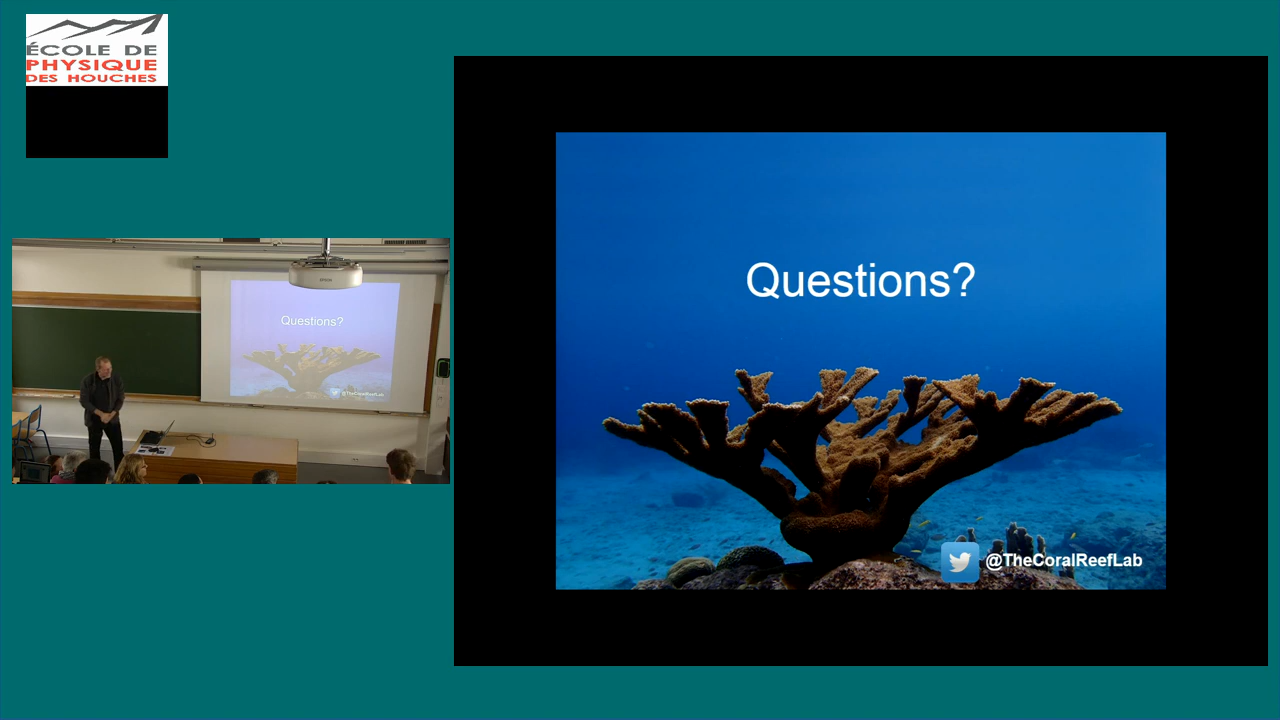 ÉCOLE DE
PHYSIQUE
DES HOUCHES
Questions?
@TheCoralReefLab
Questions?
@TheCoralReefLab